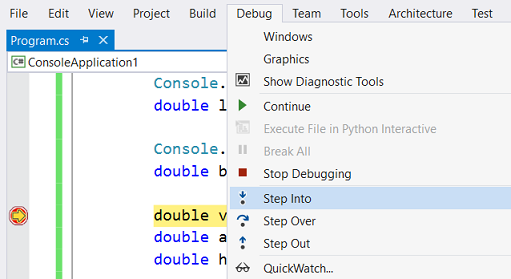 File Edit View Project Build Debug Team Tools Architecture Test
Program.cs
C# ConsoleApplication1
Console.
double l
Console.
double b
double v
double a
double h
Windows
Graphics
Show Diagnostic Tools
Continue
Execute File in Python Interactive
Break All
Stop Debugging
Step Into
Step Over
Step Out
QuickWatch...